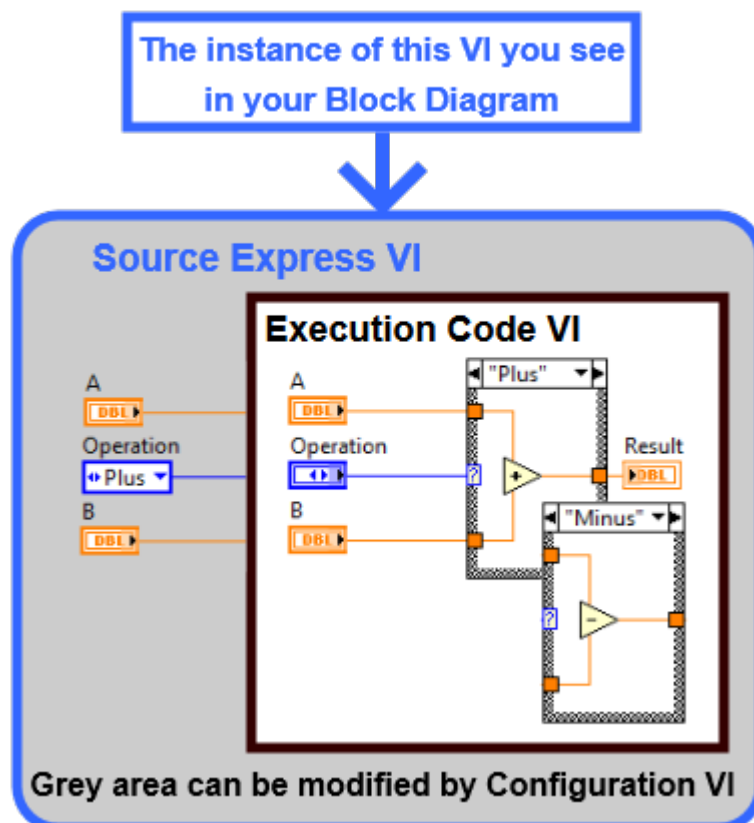 The instance of this VI you see
in your Block Diagram
Source Express VI
Execution Code VI
A
DBL
Operation
Plus
B
DBL
A
DBL
Operation
B
DBL
"Plus"
?
+
Result
DBL
"Minus"
?
-
Grey area can be modified by Configuration VI